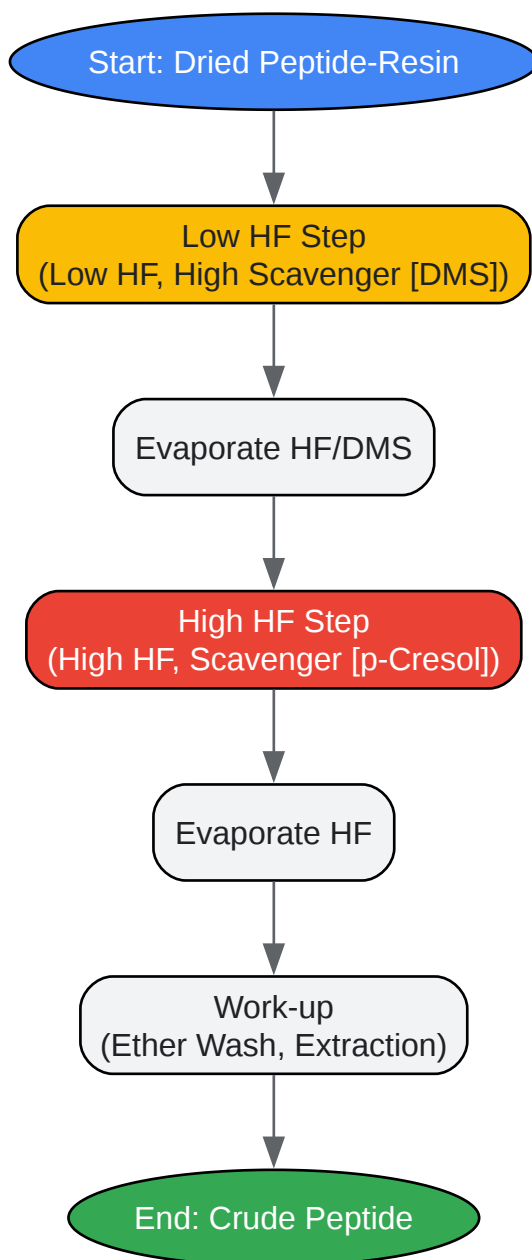 Start: Dried Peptide-Resin
Low HF Step
(Low HF, High Scavenger [DMS])
Evaporate HF/DMS
High HF Step
(High HF, Scavenger [p-Cresol])
Evaporate HF
Work-up
(Ether Wash, Extraction)
End: Crude Peptide